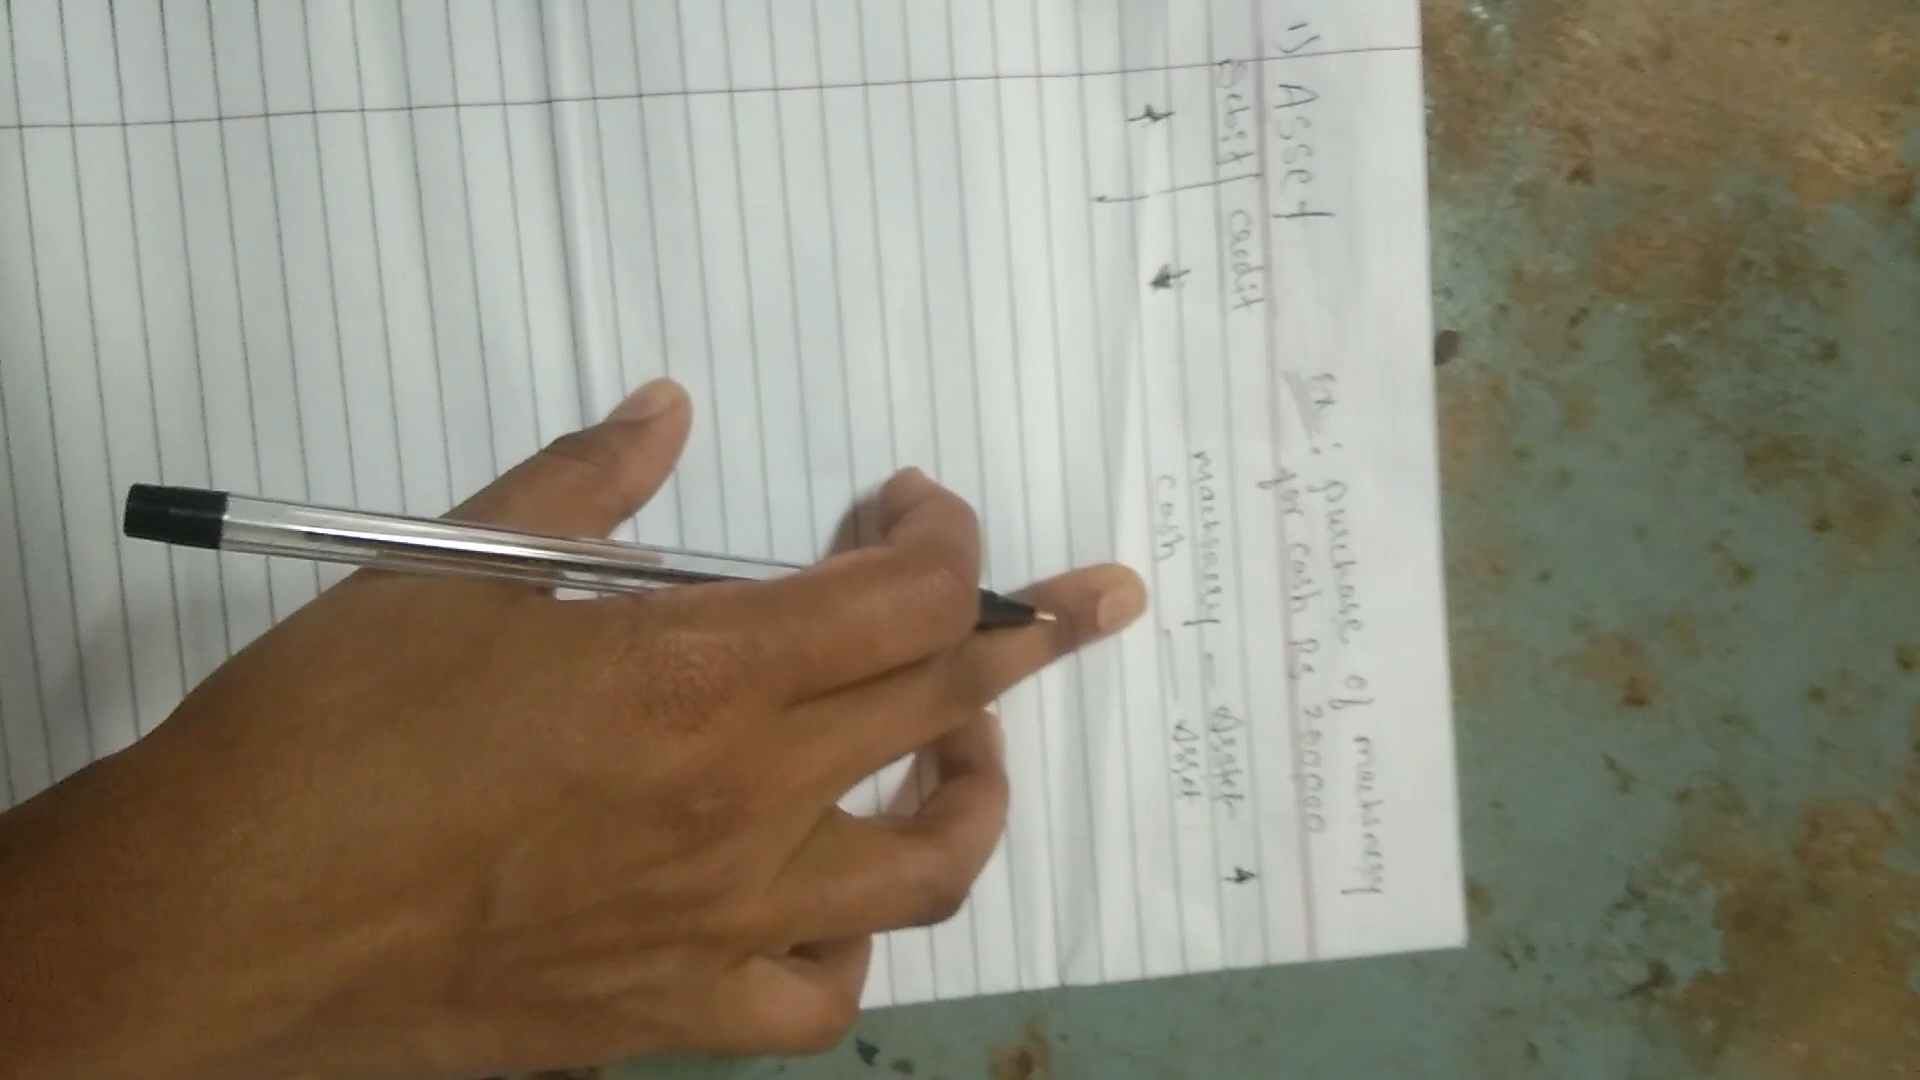 1) Asset
Ex: purchase of machinery
for cash Rs 200000
Debit credit
machinery - Asset ↑
cash - Asset